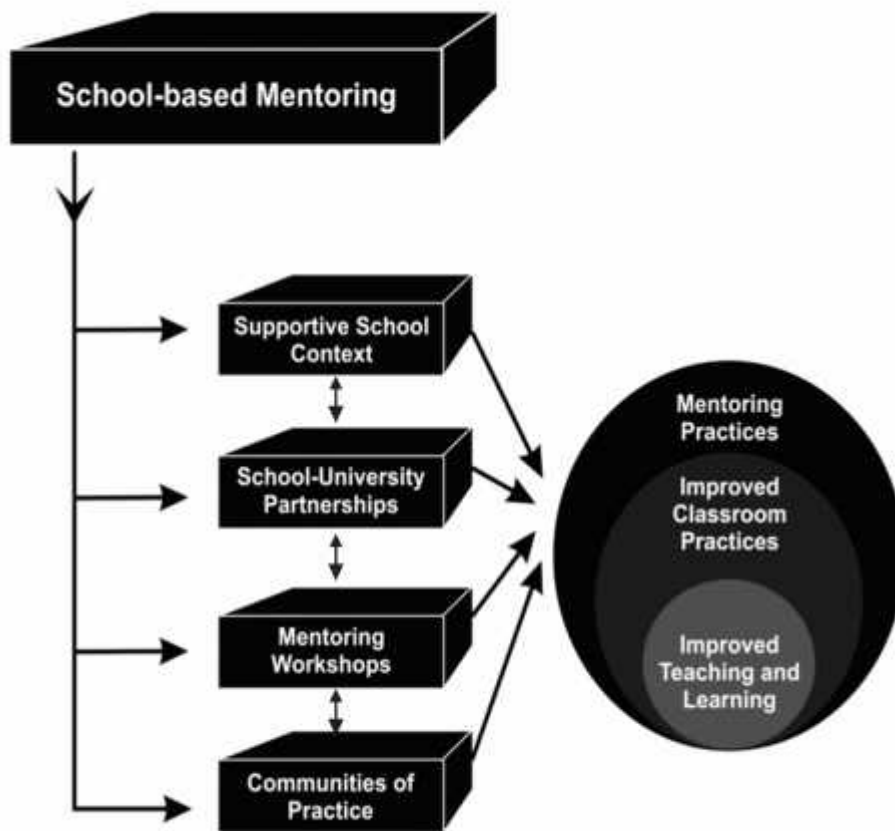 School-based Mentoring
Supportive School
Context
School-University
Partnerships
Mentoring
Workshops
Communities of
Practice
Mentoring
Practices
Improved
Classroom
Practices
Improved
Teaching and
Learning